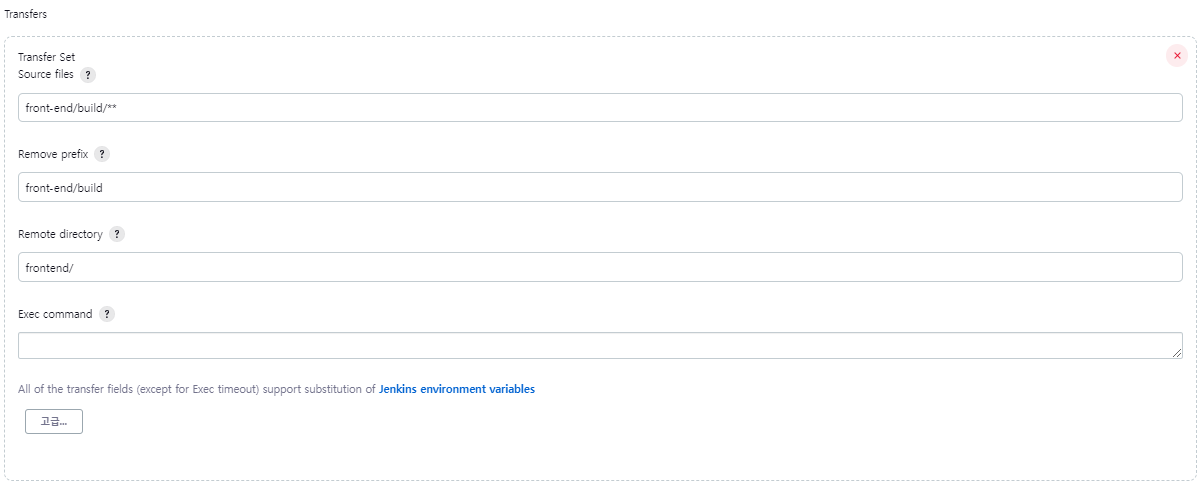 Transfers
Transfer Set
Source files ?
front-end/build/**
Remove prefix ?
front-end/build
Remote directory ?
frontend/
Exec command ?
All of the transfer fields (except for Exec timeout) support substitution of Jenkins environment variables
고급...